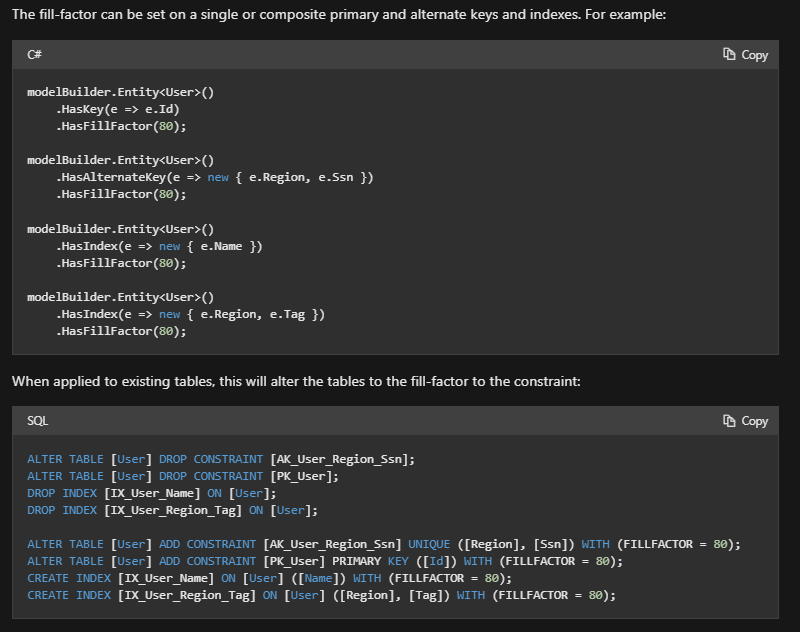 The fill-factor can be set on a single or composite primary and alternate keys and indexes. For example:
C#
Copy
modelBuilder.Entity<User>()
    .HasKey(e => e.Id)
    .HasFillFactor(80);

modelBuilder.Entity<User>()
    .HasAlternateKey(e => new { e.Region, e.Ssn })
    .HasFillFactor(80);

modelBuilder.Entity<User>()
    .HasIndex(e => new { e.Name })
    .HasFillFactor(80);

modelBuilder.Entity<User>()
    .HasIndex(e => new { e.Region, e.Tag })
    .HasFillFactor(80);
When applied to existing tables, this will alter the tables to the fill-factor to the constraint:
SQL
Copy
ALTER TABLE [User] DROP CONSTRAINT [AK_User_Region_Ssn];
ALTER TABLE [User] DROP CONSTRAINT [PK_User];
DROP INDEX [IX_User_Name] ON [User];
DROP INDEX [IX_User_Region_Tag] ON [User];

ALTER TABLE [User] ADD CONSTRAINT [AK_User_Region_Ssn] UNIQUE ([Region], [Ssn]) WITH (FILLFACTOR = 80);
ALTER TABLE [User] ADD CONSTRAINT [PK_User] PRIMARY KEY ([Id]) WITH (FILLFACTOR = 80);
CREATE INDEX [IX_User_Name] ON [User] ([Name]) WITH (FILLFACTOR = 80);
CREATE INDEX [IX_User_Region_Tag] ON [User] ([Region], [Tag]) WITH (FILLFACTOR = 80);